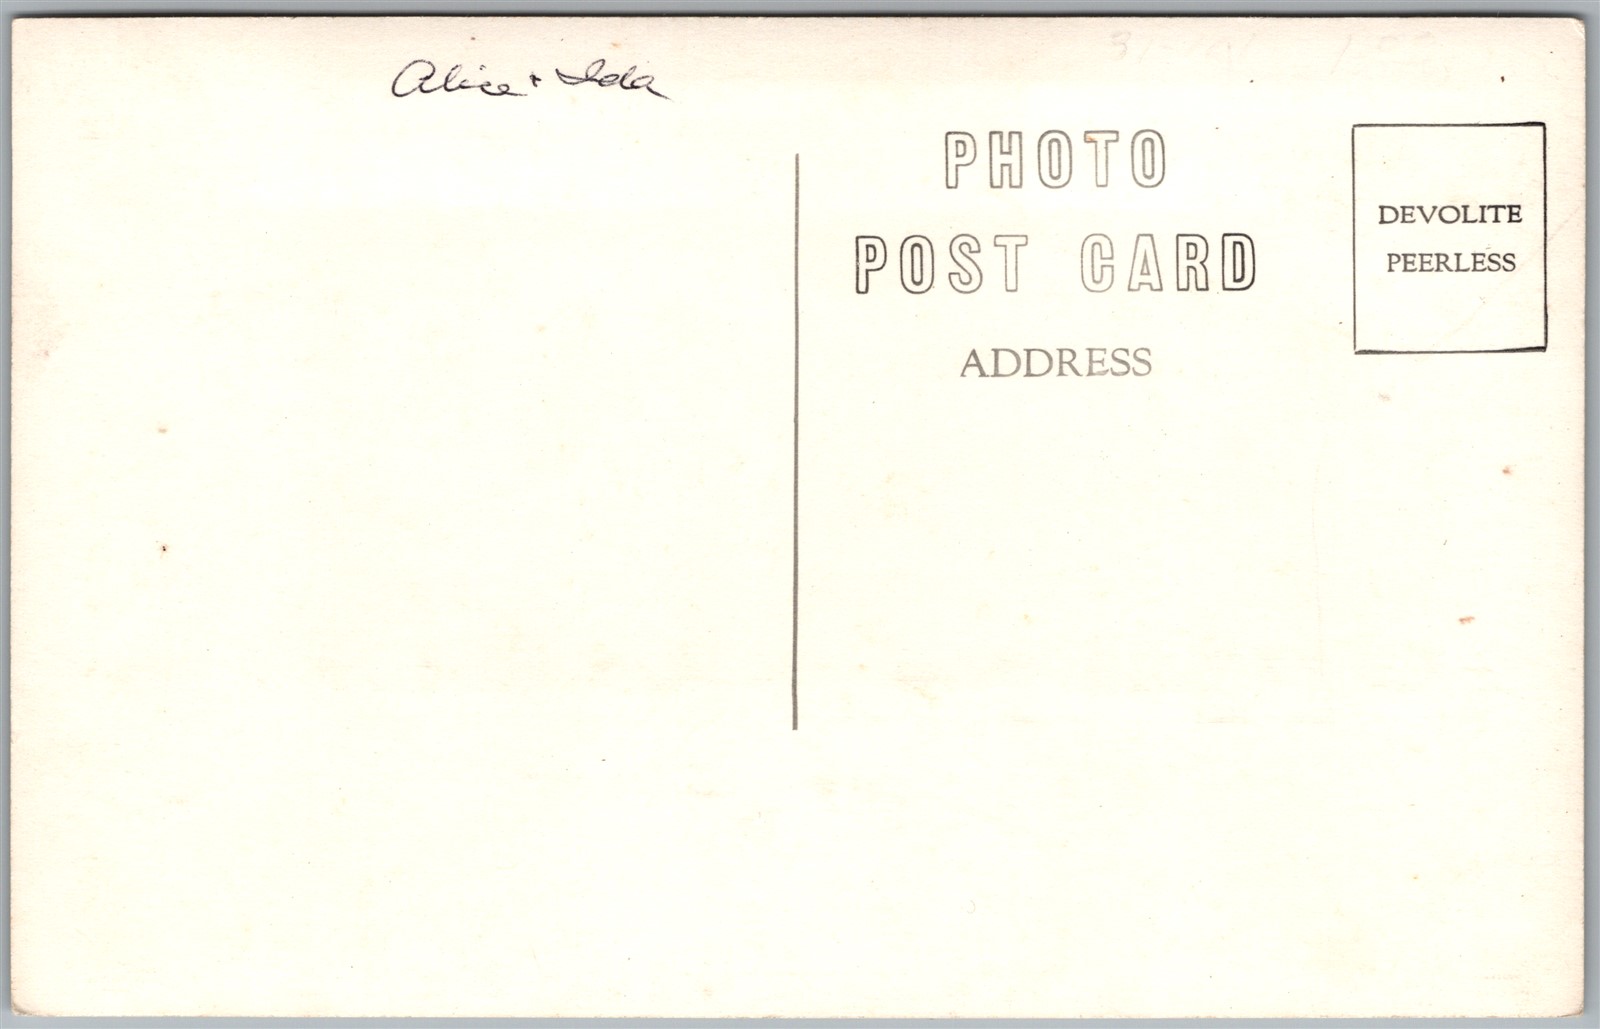 Alice + Ida
PHOTO
POST CARD
ADDRESS
DEVOLITE
PEERLESS